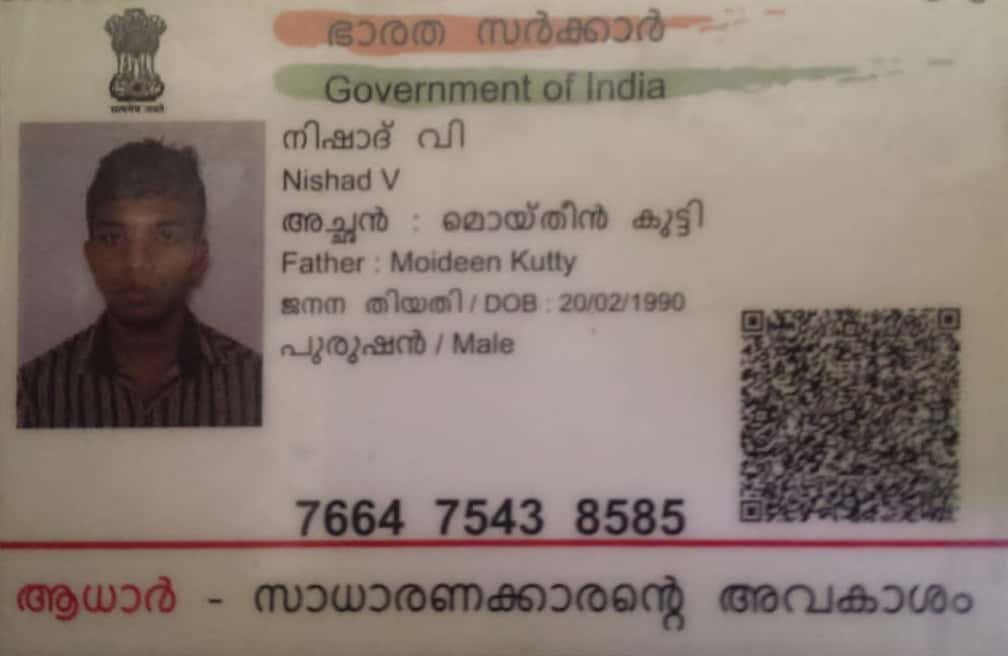 सत्यमेव जयते
ഭാരത സർക്കാർ
Government of India
നിഷാദ് വി
Nishad V
അച്ഛൻ : മൊയ്തീൻ കുട്ടി
Father : Moideen Kutty
ജനന തിയതി / DOB : 20/02/1990
പുരുഷൻ / Male
7664 7543 8585
ആധാർ - സാധാരണക്കാരന്റെ അവകാശം